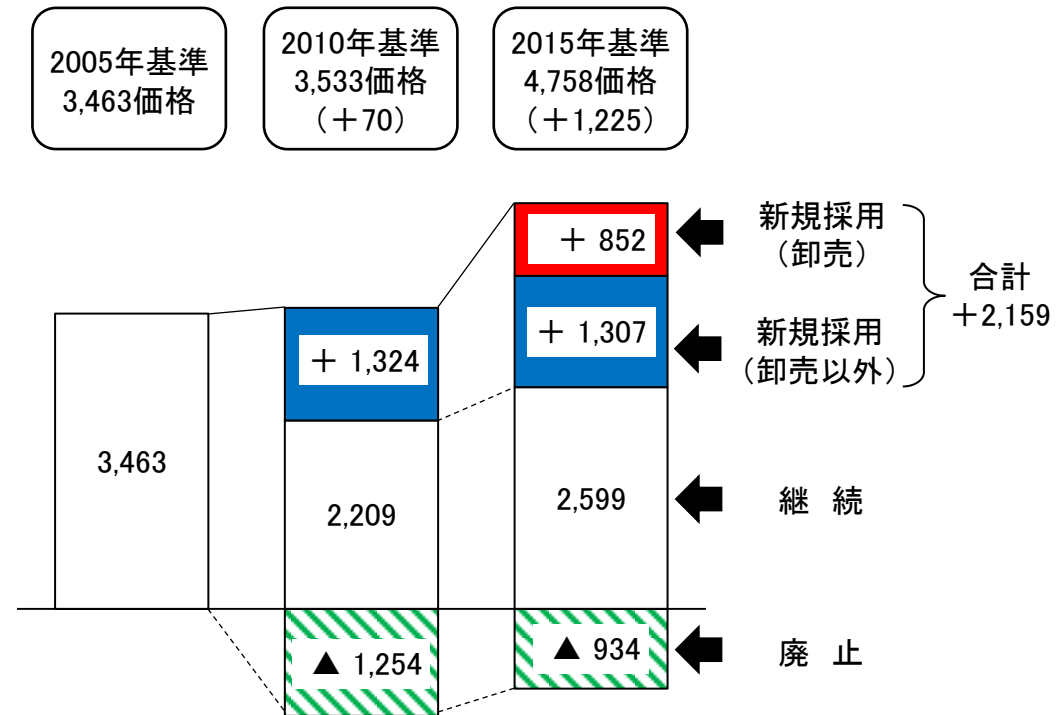 2005年基準
3,463価格
2010年基準
3,533価格
（＋70）
2015年基準
4,758価格
（＋1,225）
＋ 852
新規採用
（卸売）
＋ 1,324
＋ 1,307
新規採用
（卸売以外）
合計
＋2,159
3,463
2,209
2,599
継 続
▲ 1,254
▲ 934
廃 止